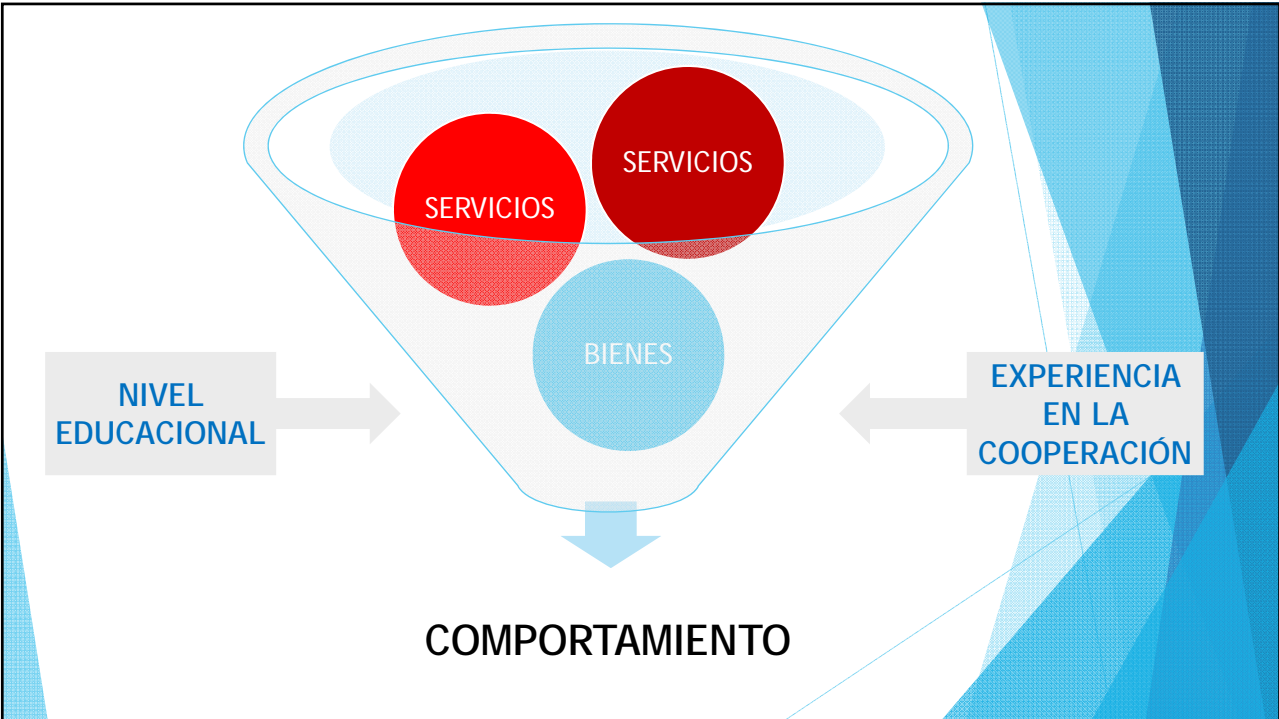 SERVICIOS
SERVICIOS
BIENES
NIVEL
EDUCACIONAL
EXPERIENCIA
EN LA
COOPERACIÓN
COMPORTAMIENTO